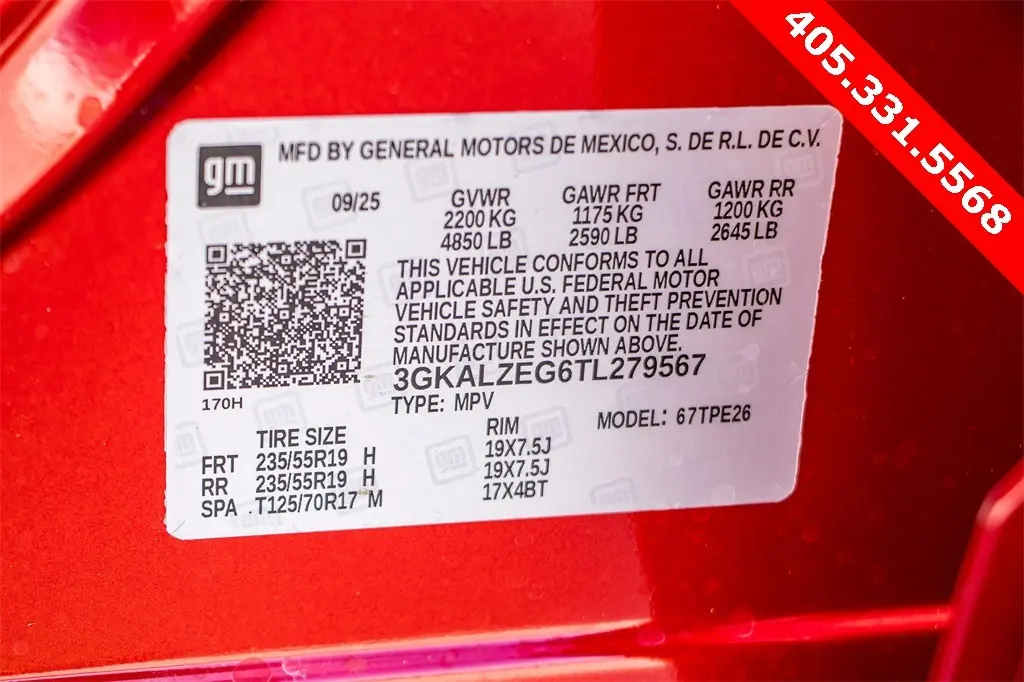 405.331.5568
gm
MFD BY GENERAL MOTORS DE MEXICO, S. DE R.L. DE C.V.
09/25 GVWR GAWR FRT GAWR RR
2200 KG 1175 KG 1200 KG
4850 LB 2590 LB 2645 LB
THIS VEHICLE CONFORMS TO ALL
APPLICABLE U.S. FEDERAL MOTOR
VEHICLE SAFETY AND THEFT PREVENTION
STANDARDS IN EFFECT ON THE DATE OF
MANUFACTURE SHOWN ABOVE.
3GKALZEG6TL279567
170H
TYPE: MPV
MODEL: 67TPE26
TIRE SIZE RIM
FRT 235/55R19 H 19X7.5J
RR 235/55R19 H 19X7.5J
SPA T125/70R17 M 17X4BT